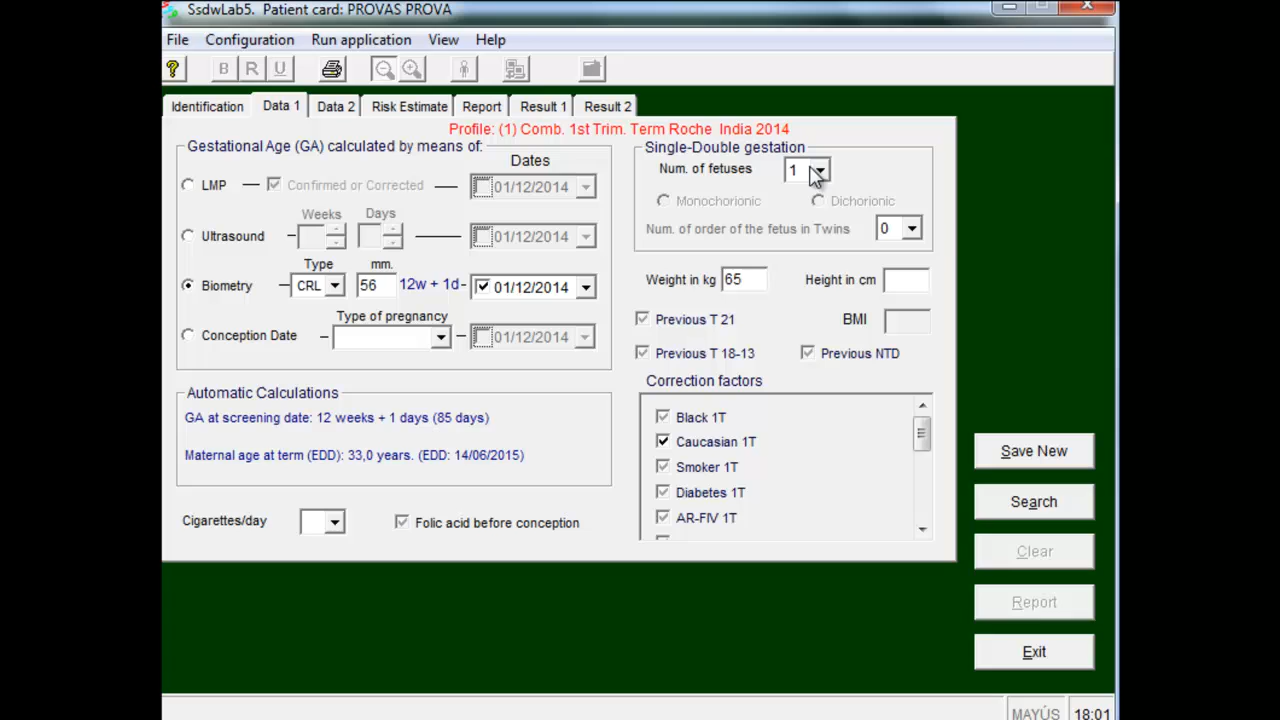 SsdwLab5. Patient card: PROVAS PROVA
File Configuration Run application View Help
? B R U
Identification Data 1 Data 2 Risk Estimate Report Result 1 Result 2
Profile: (1) Comb. 1st Trim. Term Roche India 2014
Gestational Age (GA) calculated by means of:
Dates
LMP Confirmed or Corrected 01/12/2014
Weeks Days
Ultrasound 01/12/2014
Type mm.
Biometry CRL 56 12w + 1d- 01/12/2014
Type of pregnancy
Conception Date 01/12/2014
Automatic Calculations
GA at screening date: 12 weeks + 1 days (85 days)
Maternal age at term (EDD): 33,0 years. (EDD: 14/06/2015)
Cigarettes/day Folic acid before conception
Single-Double gestation
Num. of fetuses 1
Monochorionic Dichorionic
Num. of order of the fetus in Twins 0
Weight in kg 65 Height in cm
Previous T 21 BMI
Previous T 18-13 Previous NTD
Correction factors
Black 1T
Caucasian 1T
Smoker 1T
Diabetes 1T
AR-FIV 1T
Save New
Search
Clear
Report
Exit
MAYÚS 18:01